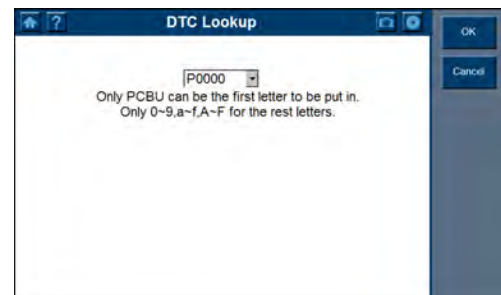 ? DTC Lookup
OK
P0000
Cancel
Only PCBU can be the first letter to be put in.
Only 0~9,a~f,A~F for the rest letters.